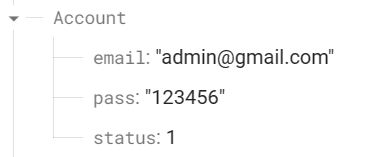 Account
email: "admin@gmail.com"
pass: "123456"
status: 1